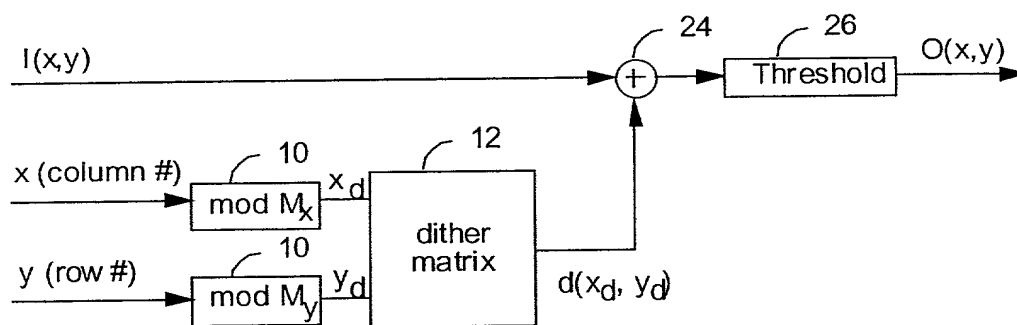 I(x,y)
24
26
+
Threshold
O(x,y)
x (column #)
10
mod Mx
xd
12
dither
matrix
y (row #)
10
mod My
yd
d(xd, yd)